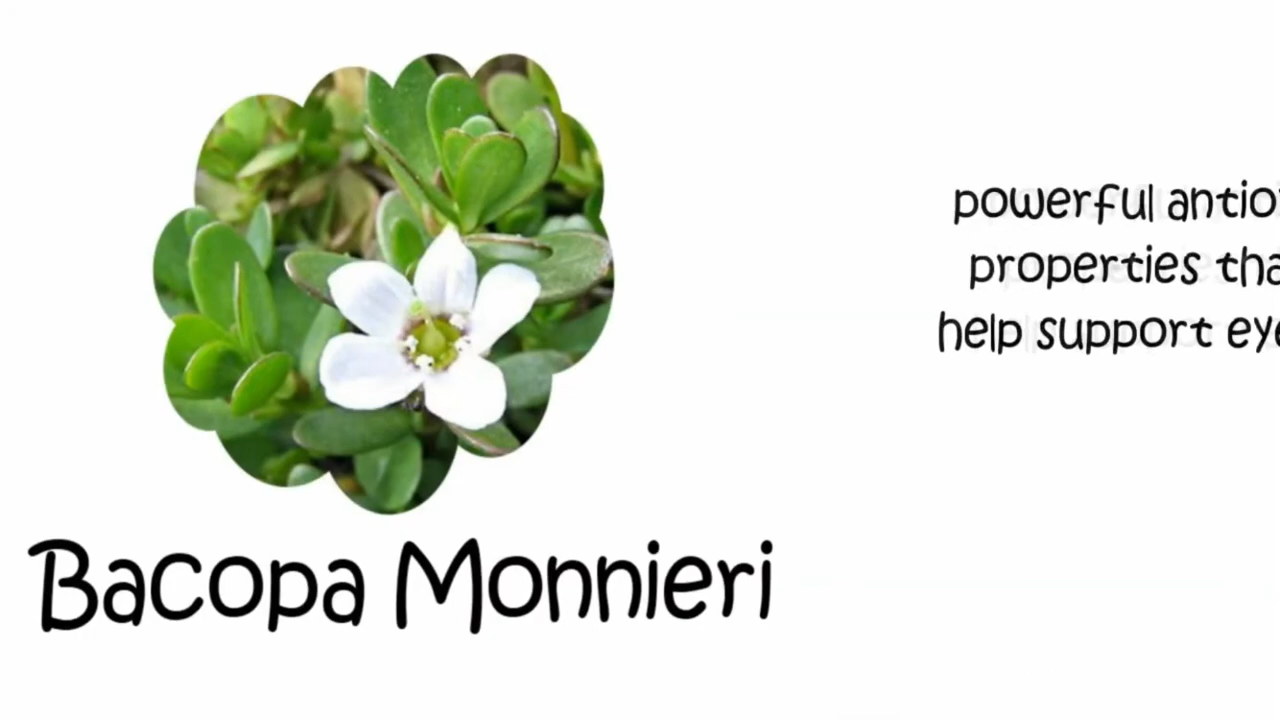 powerful
properties
help support
Bacopa Monnieri